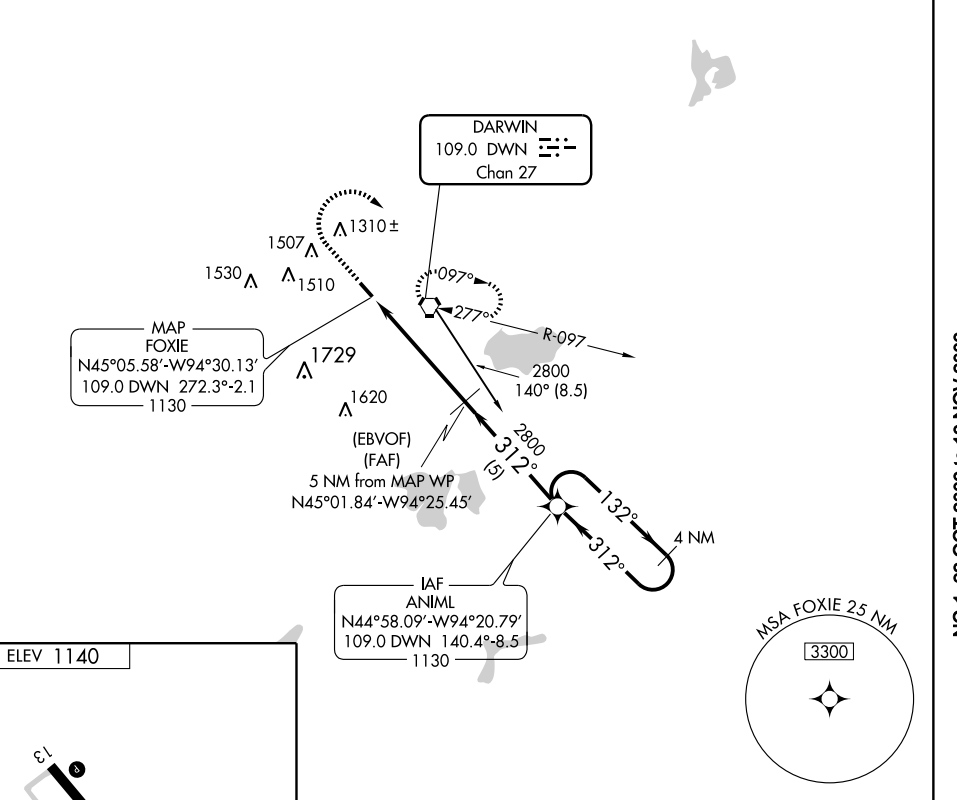 DARWIN
109.0 DWN
Chan 27
1310 ±
1507
1530
1510
097°
277°
R-097
MAP
FOXIE
N45°05.58'-W94°30.13'
109.0 DWN 272.3°-2.1
1130
1729
1620
2800
140° (8.5)
(EBVOF)
(FAF)
5 NM from MAP WP
N45°01.84'-W94°25.45'
2800
312°
(5)
132°
312°
4 NM
IAF
ANIML
N44°58.09'-W94°20.79'
109.0 DWN 140.4°-8.5
1130
MSA FOXIE 25 NM
3300
ELEV 1140
13
P